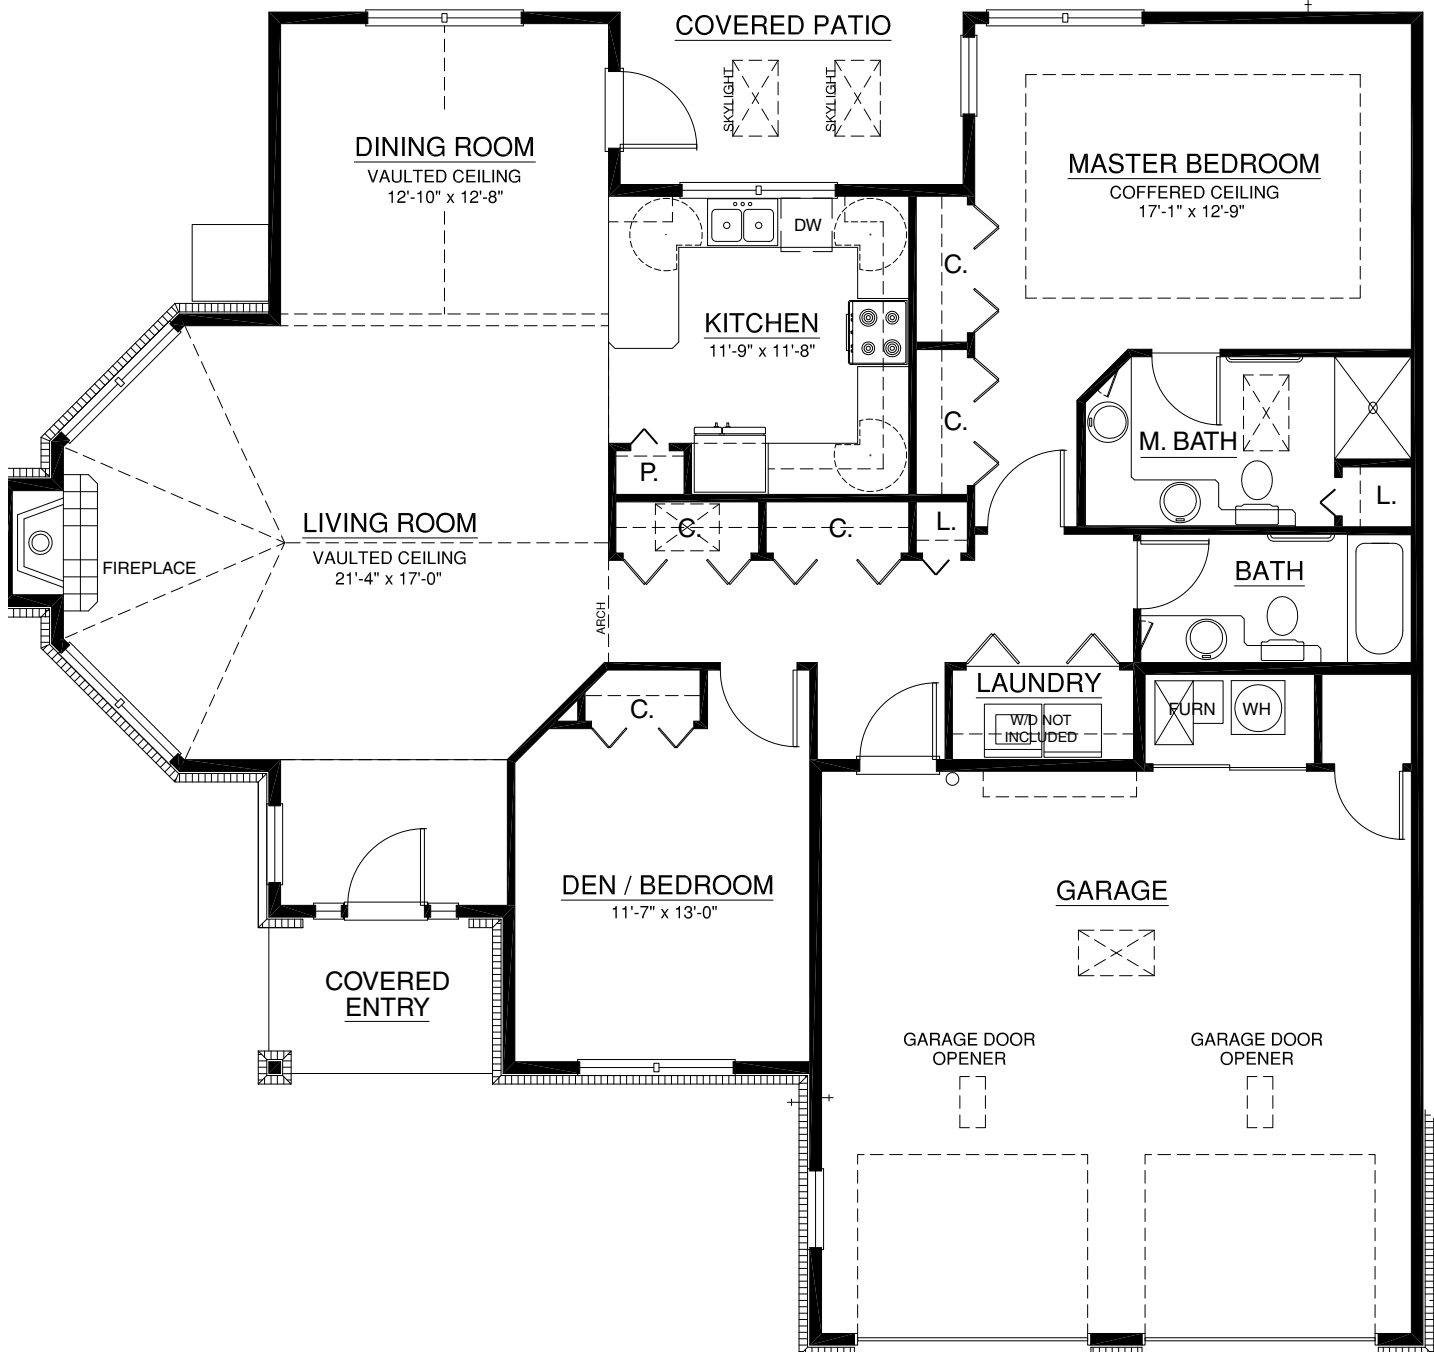 COVERED PATIO
SKYLIGHT
SKYLIGHT
DINING ROOM
VAULTED CEILING
12'-10" x 12'-8"
MASTER BEDROOM
COFFERED CEILING
17'-1" x 12'-9"
DW
C.
KITCHEN
11'-9" x 11'-8"
C.
M. BATH
P.
L.
LIVING ROOM
VAULTED CEILING
21'-4" x 17'-0"
FIREPLACE
C.
C.
L.
BATH
ARCH
LAUNDRY
W/D NOT
INCLUDED
FURN
WH
C.
DEN / BEDROOM
11'-7" x 13'-0"
GARAGE
COVERED
ENTRY
GARAGE DOOR
OPENER
GARAGE DOOR
OPENER